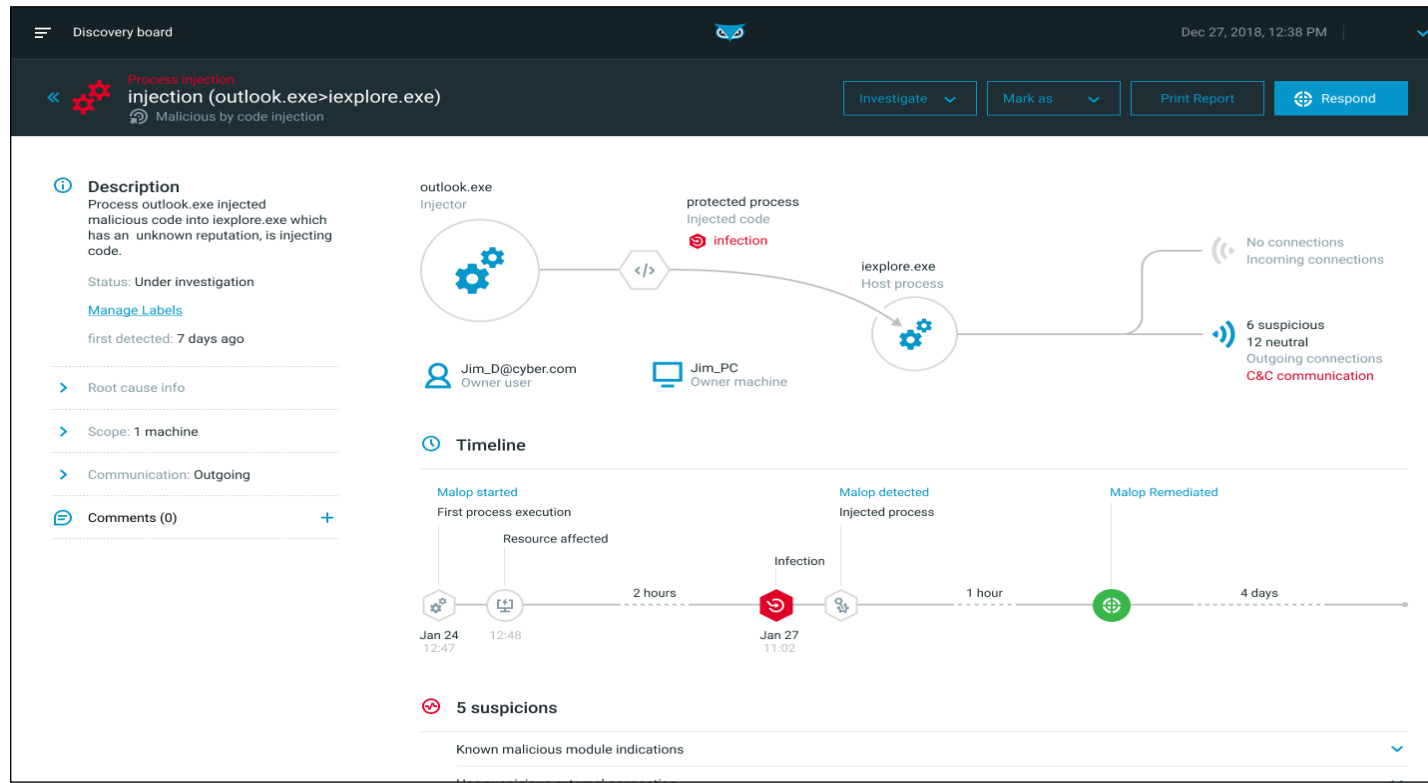 Discovery board
Dec 27, 2018, 12:38 PM
Process injection
injection (outlook.exe>iexplore.exe)
Malicious by code injection
Investigate
Mark as
Print Report
Respond
Description
Process outlook.exe injected
malicious code into iexplore.exe which
has an unknown reputation, is injecting
code.
Status: Under investigation
Manage Labels
first detected: 7 days ago
Root cause info
Scope: 1 machine
Communication: Outgoing
Comments (0)
outlook.exe
Injector
</>
protected process
Injected code
infection
iexplore.exe
Host process
No connections
Incoming connections
6 suspicious
12 neutral
Outgoing connections
C&C communication
Jim_D@cyber.com
Owner user
Jim_PC
Owner machine
Timeline
Malop started
First process execution
Resource affected
2 hours
Infection
Malop detected
Injected process
1 hour
Malop Remediated
4 days
Jan 24
12:47
12:48
Jan 27
11:02
5 suspicions
Known malicious module indications